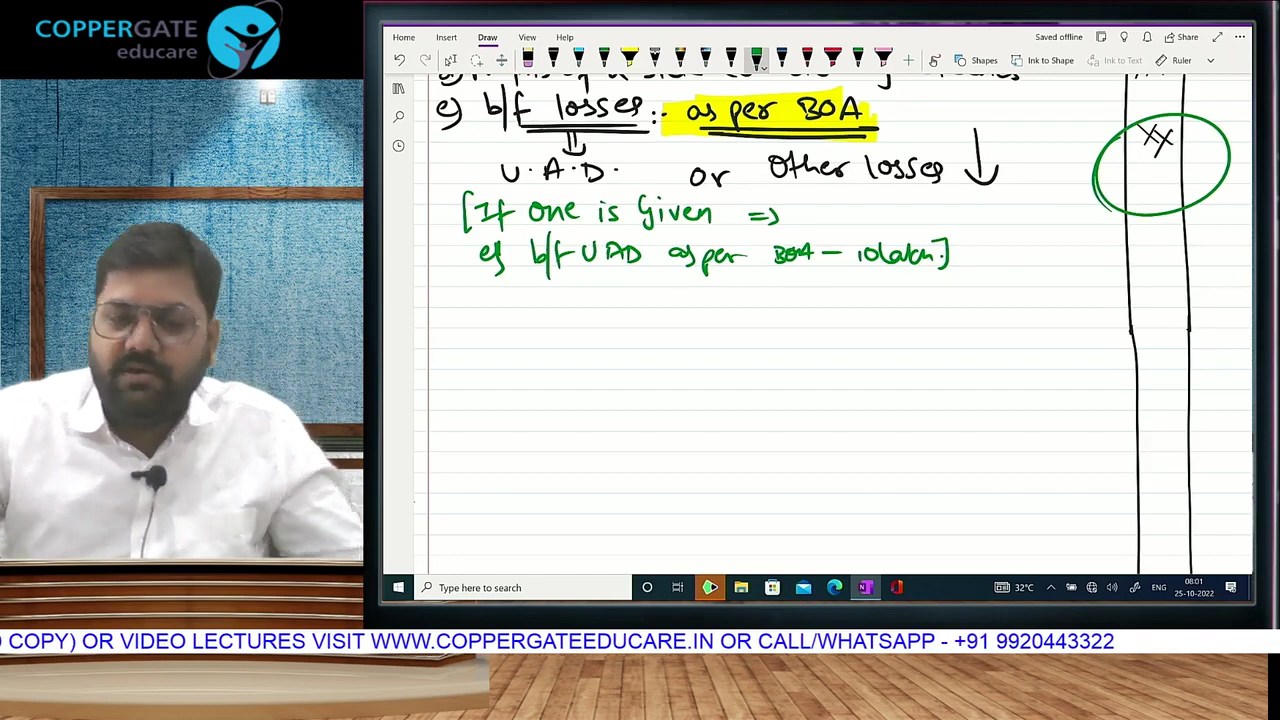 COPPERGATE
educare
Home Insert Draw View Help
Saved offline
Share
Shapes Ink to Shape Ink to Text Ruler
e) b/f losses :- as per BOA
U.A.D. or Other losses ↓
XX
[If One is Given =>
eg b/f UAD as per BOA - 10lakh.]
Type here to search
32°C
ENG
08:01
25-10-2022
COPY) OR VIDEO LECTURES VISIT WWW.COPPERGATEEDUCARE.IN OR CALL/WHATSAPP - +91 9920443322